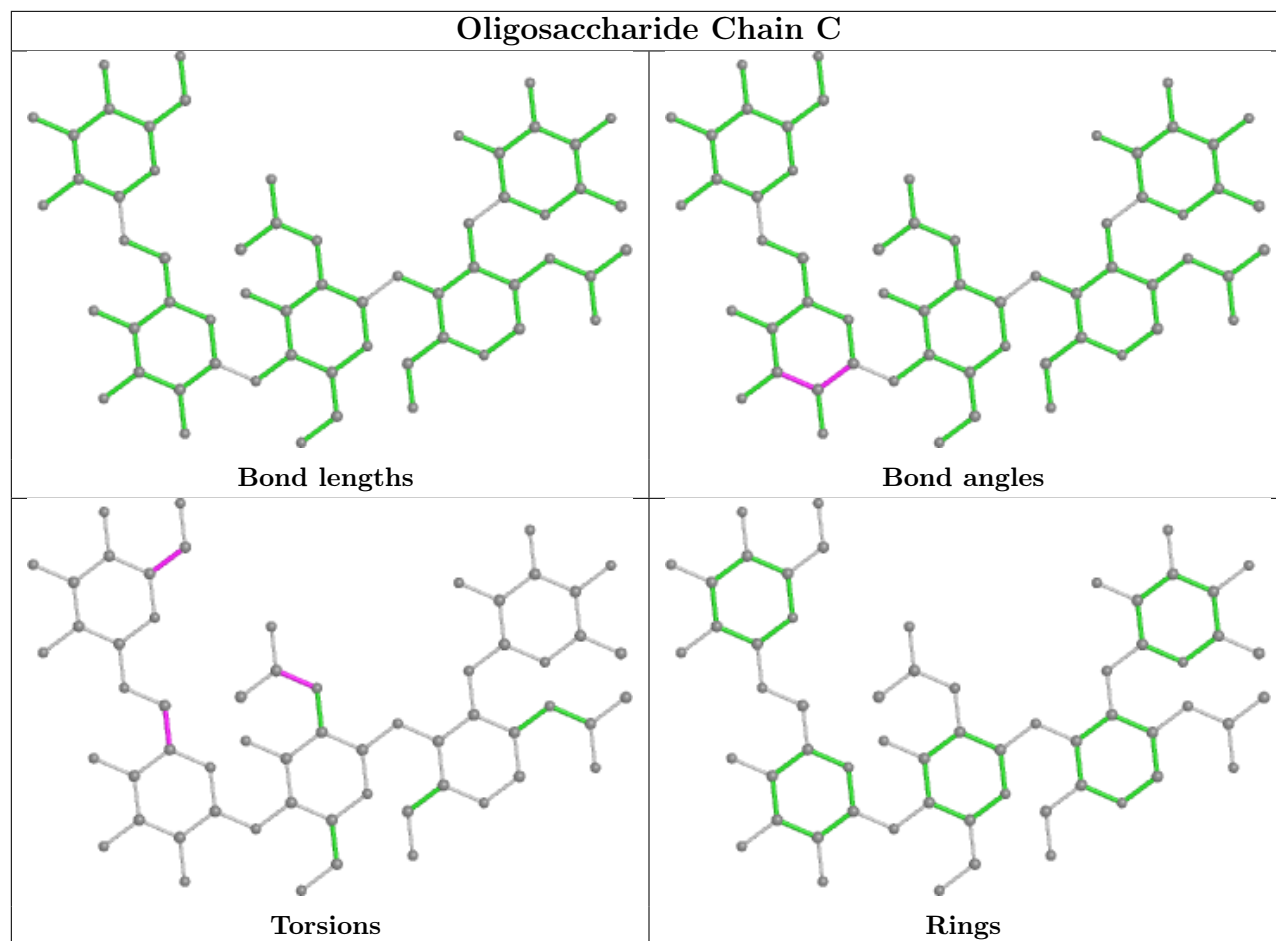 Oligosaccharide Chain C
Bond lengths
Bond angles
Torsions
Rings